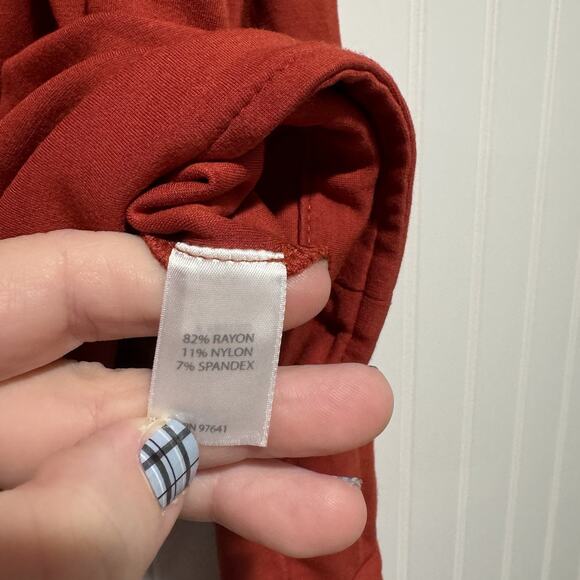 82% RAYON
11% NYLON
7% SPANDEX
97641